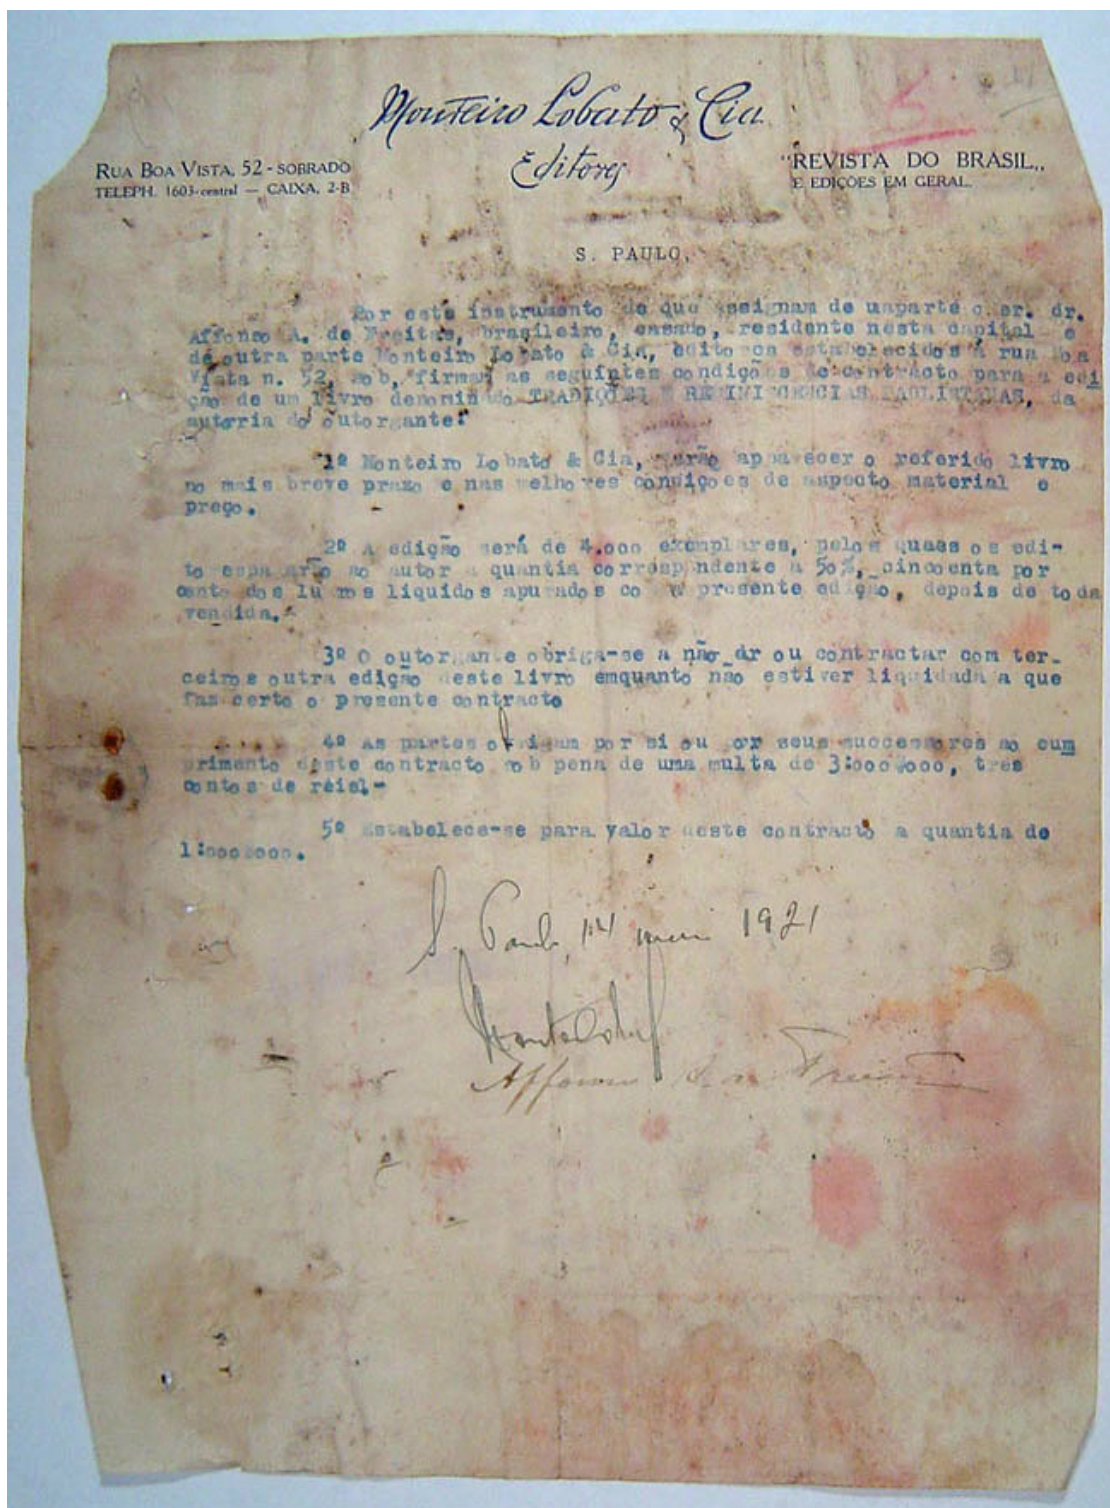 Monteiro Lobato & Cia
Editores
RUA BOA VISTA, 52 - SOBRADO
TELEPH. 1603-central — CAIXA, 2-B
"REVISTA DO BRASIL,,
E EDIÇÕES EM GERAL.
S. PAULO,
Por este instrumento de que assignam de uaparte o sr. dr.
Affonso A. de Freitas, brasileiro, casado, residente nesta capital e
de outra parte Monteiro Lobato & Cia, editores estabelecidos á rua Boa
Vista n. 52, sob, firmam as seguintes condições de contracto para a edi
ção de um livro denominado TRADIÇÕES E REMINISCENCIAS PAULISTANAS, da
autoria do outorgante:
1º Monteiro Lobato & Cia, farão apparecer o referido livro
no mais breve prazo e nas melhores condições de aspecto material e
preço.
2º A edição será de 4.000 exemplares, pelos quaes os edi-
tores pagarão ao autor a quantia correspondente a 50%, cincoenta por
cento dos lucros liquidos apurados com a presente edição, depois de toda
vendida.
3º O outorgante obriga-se a não dr ou contractar com ter-
ceiros outra edição deste livro emquanto não estiver liquidada a que
faz certo o presente contracto
4º As partes obrigam por si ou por seus successores ao cum
primento deste contracto sob pena de uma multa de 3:000$000, tres
contos de réis.-
5º Estabelece-se para valor deste contracto a quantia de
1:000$000.
S. Paulo, 14 1921
Affonso A. de Freitas